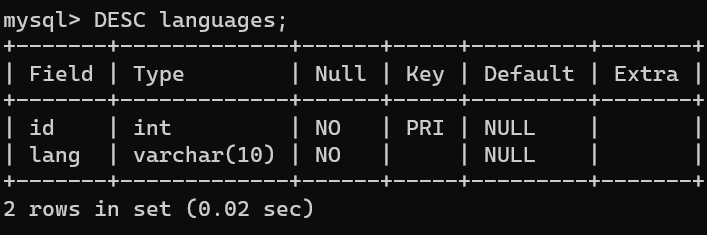 mysql> DESC languages;
+-------+-------------+------+-----+---------+-------+
| Field | Type        | Null | Key | Default | Extra |
+-------+-------------+------+-----+---------+-------+
| id    | int         | NO   | PRI | NULL    |       |
| lang  | varchar(10) | NO   |     | NULL    |       |
+-------+-------------+------+-----+---------+-------+
2 rows in set (0.02 sec)